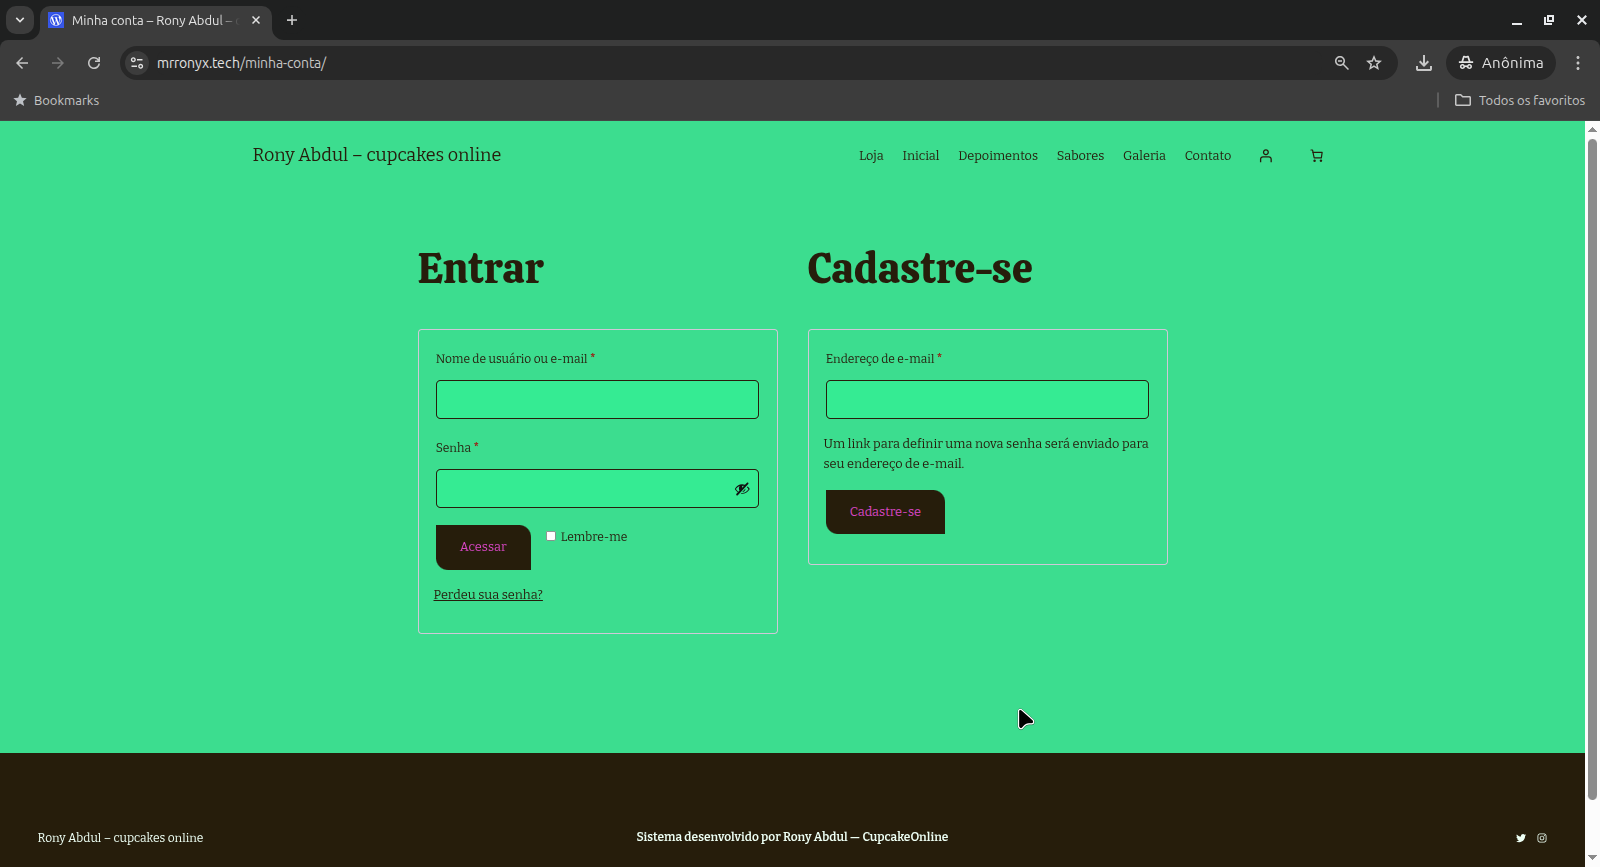 Minha conta – Rony Abdul –
mrronyx.tech/minha-conta/
Anônima
Bookmarks
Todos os favoritos
Rony Abdul – cupcakes online
Loja Inicial Depoimentos Sabores Galeria Contato
Entrar
Nome de usuário ou e-mail *
Senha *
Acessar
Lembre-me
Perdeu sua senha?
Cadastre-se
Endereço de e-mail *
Um link para definir uma nova senha será enviado para
seu endereço de e-mail.
Cadastre-se
Rony Abdul – cupcakes online
Sistema desenvolvido por Rony Abdul — CupcakeOnline